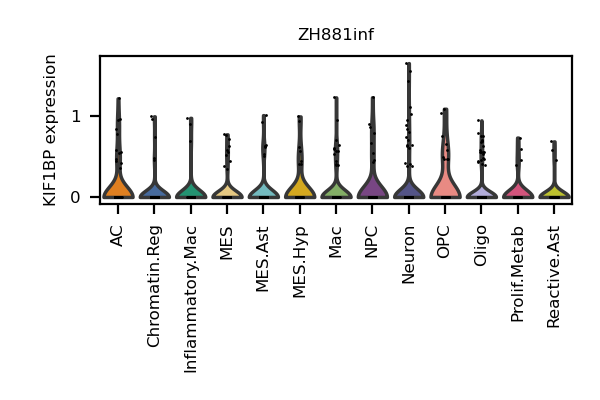 ZH881inf
KIF1BP expression
1
0
AC
Chromatin.Reg
Inflammatory.Mac
MES
MES.Ast
MES.Hyp
Mac
NPC
Neuron
OPC
Oligo
Prolif.Metab
Reactive.Ast